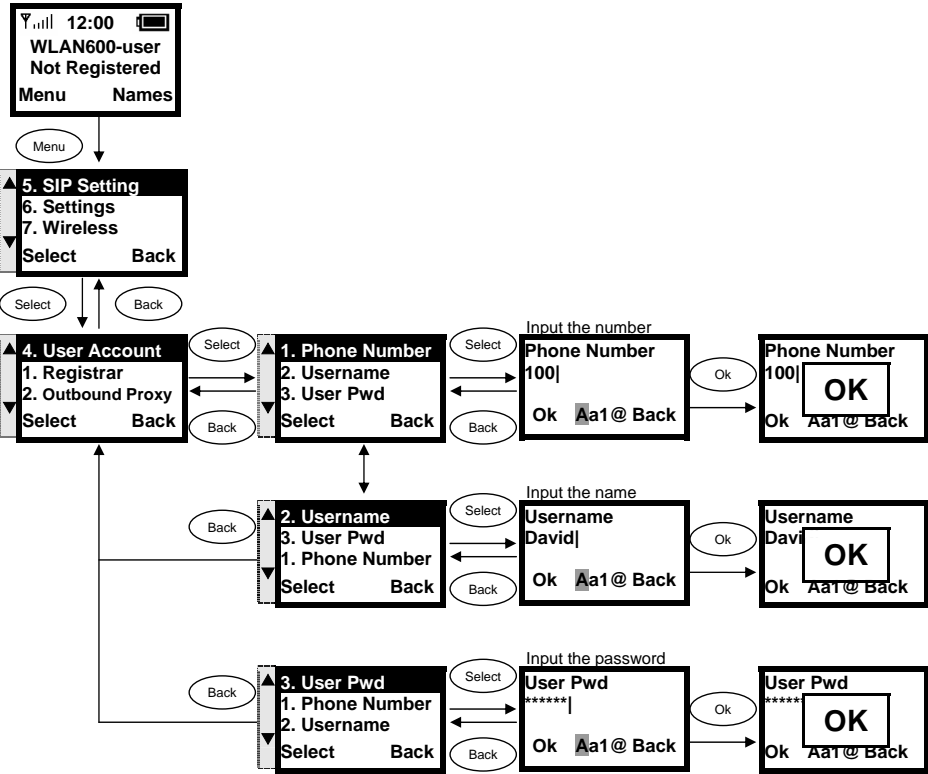 12:00
WLAN600-user
Not Registered
Menu Names
Menu
5. SIP Setting
6. Settings
7. Wireless
Select Back
Select
Back
4. User Account
1. Registrar
2. Outbound Proxy
Select Back
Select
Back
1. Phone Number
2. Username
3. User Pwd
Select Back
Select
Back
Input the number
Phone Number
100|
Ok Aa1@ Back
Ok
Phone Number
100|
OK
Ok Aa1@ Back
Back
2. Username
3. User Pwd
1. Phone Number
Select Back
Select
Back
Input the name
Username
David|
Ok Aa1@ Back
Ok
Username
Davi
OK
Ok Aa1@ Back
Back
3. User Pwd
1. Phone Number
2. Username
Select Back
Select
Back
Input the password
User Pwd
******|
Ok Aa1@ Back
Ok
User Pwd
*****
OK
Ok Aa1@ Back